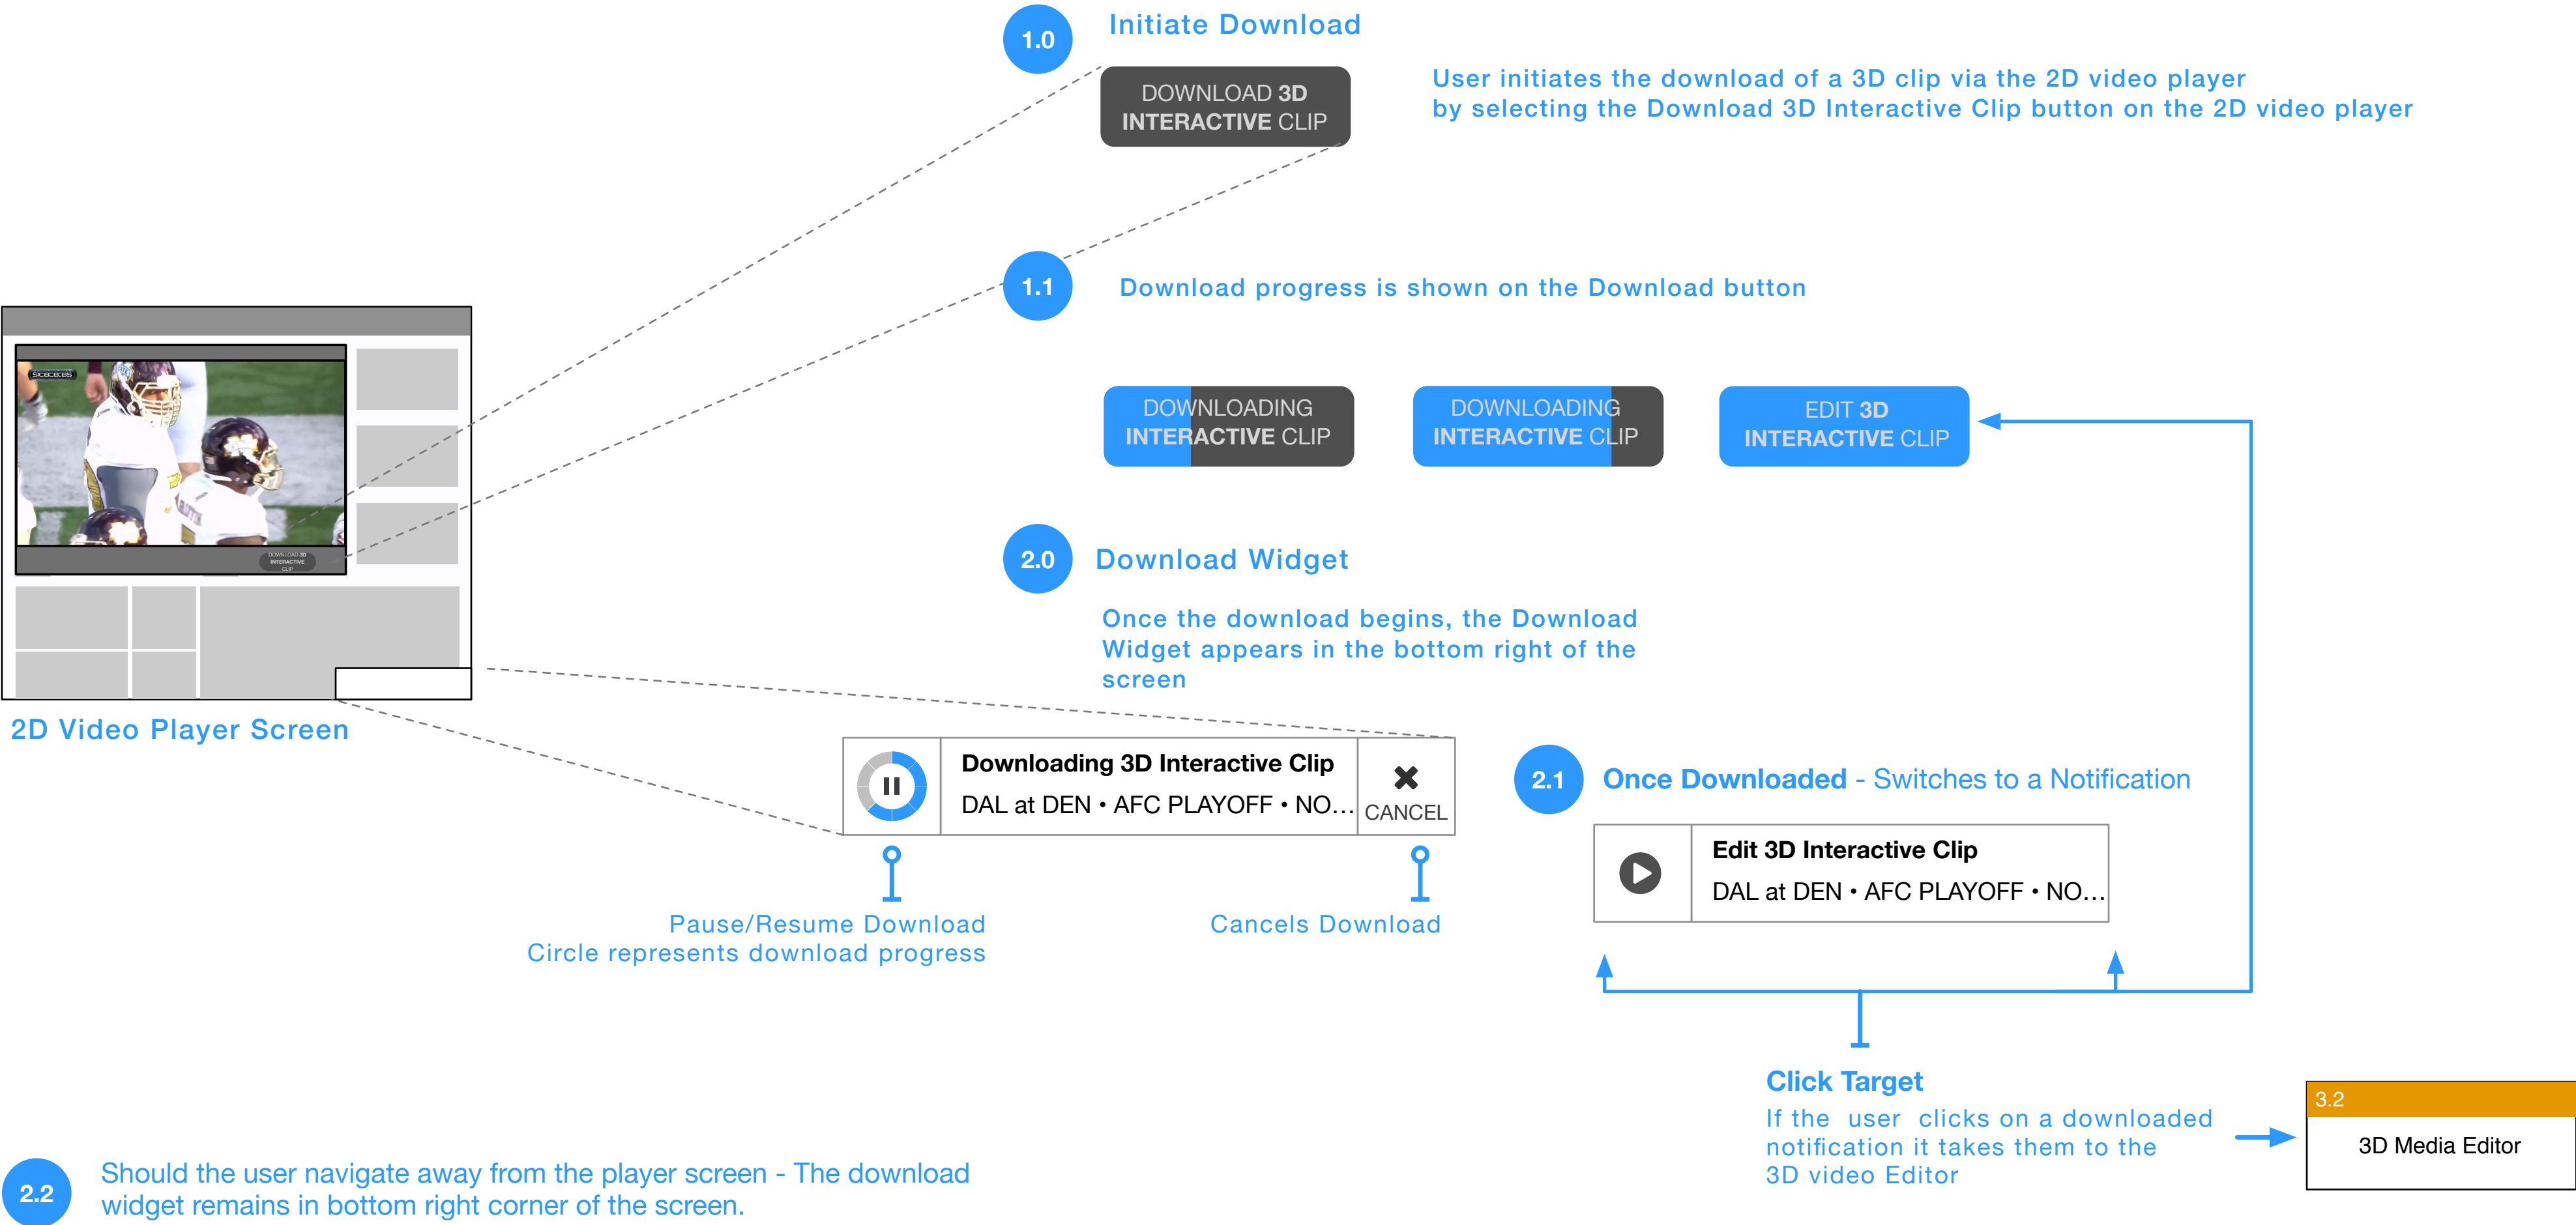 1.0
Initiate Download
DOWNLOAD 3D
INTERACTIVE CLIP
User initiates the download of a 3D clip via the 2D video player
by selecting the Download 3D Interactive Clip button on the 2D video player
1.1
Download progress is shown on the Download button
DOWNLOADING
INTERACTIVE CLIP
DOWNLOADING
INTERACTIVE CLIP
EDIT 3D
INTERACTIVE CLIP
DOWNLOAD 3D
INTERACTIVE
CLIP
2D Video Player Screen
2.0
Download Widget
Once the download begins, the Download
Widget appears in the bottom right of the
screen
Downloading 3D Interactive Clip
DAL at DEN • AFC PLAYOFF • NO...
CANCEL
Pause/Resume Download
Circle represents download progress
Cancels Download
2.1
Once Downloaded - Switches to a Notification
Edit 3D Interactive Clip
DAL at DEN • AFC PLAYOFF • NO...
Click Target
If the user clicks on a downloaded
notification it takes them to the
3D video Editor
3.2
3D Media Editor
2.2
Should the user navigate away from the player screen - The download
widget remains in bottom right corner of the screen.